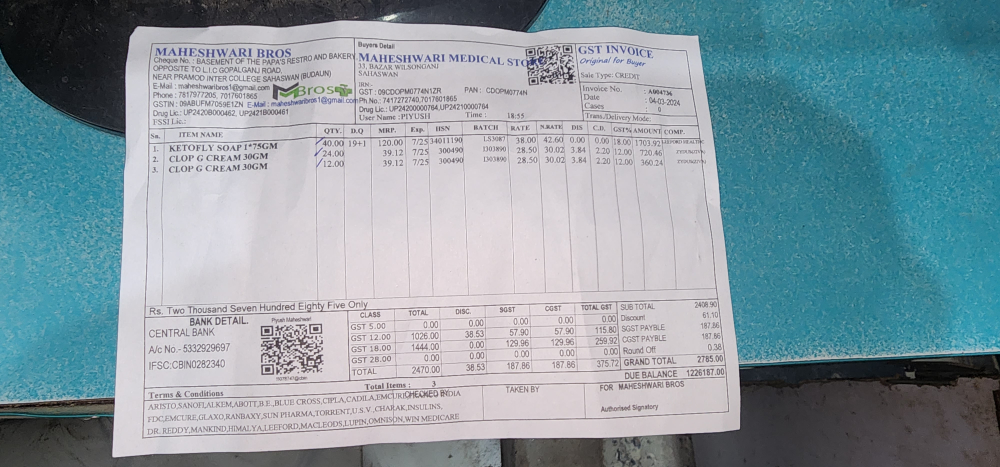 MAHESHWARI BROS
Cheque No. : BASEMENT OF THE PAPA'S RESTRO AND BAKERY
OPPOSITE TO L.I.C GOPALGANJ ROAD,
NEAR PRAMOD INTER COLLEGE SAHASWAN (BUDAUN)
E-Mail : maheshwaribros1@gmail.com
Phone : 7817977205, 7017601865
GSTIN : 09ABUFM7059E1ZN E-Mail : maheshwaribros1@gmail.com
Drug Lic.: UP2420B000462, UP2421B000461
FSSI Lic.:
MBros
Buyers Detail
MAHESHWARI MEDICAL STORE
33, BAZAR WILSONGANJ
SAHASWAN
IRN:-
GST : 09CDOPM0774N1ZR PAN : CDOPM0774N
Ph.No.: 7417272740,7017601865
Drug Lic.: UP24200000764,UP24210000764
User Name : PIYUSH Time : 18:55
GST INVOICE
Original for Buyer
Sale Type: CREDIT
Invoice No. : A004736
Date : 04-03-2024
Cases : 0
Trans./Delivery Mode:
Sn. ITEM NAME QTY. D.Q MRP. Exp. HSN BATCH RATE N.RATE DIS C.D. GST% AMOUNT COMP.
1. KETOFLY SOAP 1*75GM 40.00 19+1 120.00 7/25 34011190 LS3087 38.00 42.60 0.00 0.00 18.00 1703.92
2. CLOP G CREAM 30GM 24.00 39.12 7/25 300490 I303890 28.50 30.02 3.84 2.20 12.00 720.46
3. CLOP G CREAM 30GM 12.00 39.12 7/25 300490 I303890 28.50 30.02 3.84 2.20 12.00 360.24
Rs. Two Thousand Seven Hundred Eighty Five Only
BANK DETAIL.
CENTRAL BANK
A/c No.-5332929697
IFSC:CBIN0282340
Piyush Maheshwari
CLASS TOTAL DISC. SGST CGST TOTAL GST
GST 5.00 0.00 0.00 0.00 0.00 0.00
GST 12.00 1026.00 38.53 57.90 57.90 115.80
GST 18.00 1444.00 0.00 129.96 129.96 259.92
GST 28.00 0.00 0.00 0.00 0.00 0.00
TOTAL 2470.00 38.53 187.86 187.86 375.72
SUB TOTAL 2408.90
Discount 61.10
SGST PAYBLE 187.86
CGST PAYBLE 187.86
Round Off 0.38
GRAND TOTAL 2785.00
DUE BALANCE 1226187.00
Terms & Conditions
Total Items : 3
CHECKED BY
TAKEN BY
FOR MAHESHWARI BROS
Authorised Signatory
ARISTO,SANOFI,ALKEM,ABOTT,B.E.,BLUE CROSS,CIPLA,CADILA,EMCURE INDIA
FDC,EMCURE,GLAXO,RANBAXY,SUN PHARMA,TORRENT,U.S.V.,CHARAK,INSULINS,
DR. REDDY,MANKIND,HIMALYA,LEEFORD,MACLEODS,LUPIN,OMNISON,WIN MEDICARE